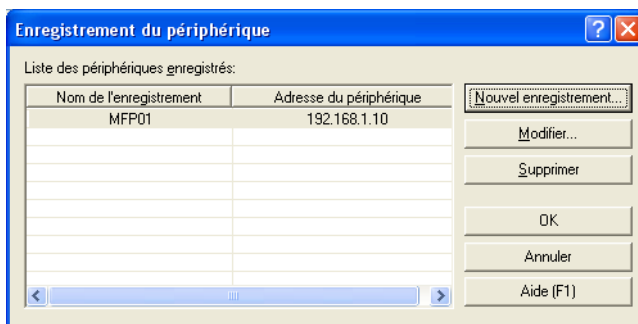 Enregistrement du périphérique
Liste des périphériques enregistrés:
Nom de l'enregistrement Adresse du périphérique
MFP01 192.168.1.10
Nouvel enregistrement...
Modifier...
Supprimer
OK
Annuler
Aide (F1)